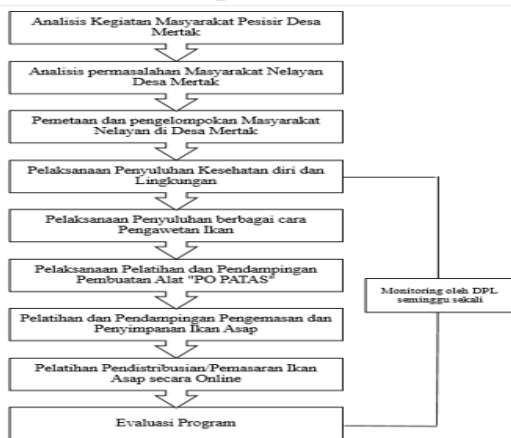 Analisis Kegiatan Masyarakat Pesisir Desa
Mertak
Analisis permasalahan Masyarakat Nelayan
Desa Mertak
Pemetaan dan pengelompokan Masyarakat
Nelayan di Desa Mertak
Pelaksanaan Penyuluhan Kesehatan diri dan
Lingkungan
Pelaksanaan Penyuluhan berbagai cara
Pengawetan Ikan
Pelaksanaan Pelatihan dan Pendampingan
Pembuatan Alat "PO PATAS"
Pelatihan dan Pendampingan Pengemasan dan
Penyimpanan Ikan Asap
Pelatihan Pendistribusian/Pemasaran Ikan
Asap secara Online
Evaluasi Program
Monitoring oleh DPL
seminggu sekali